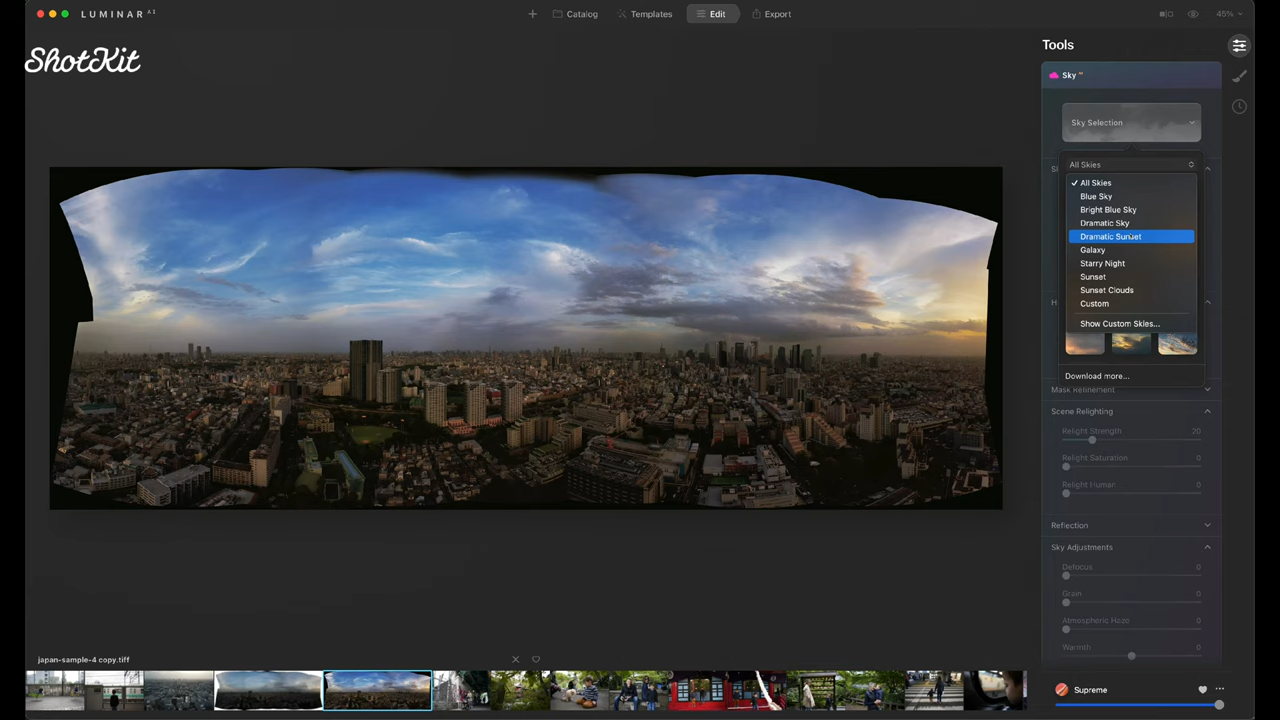 LUMINAR AI
Catalog
Templates
Edit
Export
45%
ShotKit
Tools
Sky AI
Sky Selection
All Skies
All Skies
Blue Sky
Bright Blue Sky
Dramatic Sky
Dramatic Sunset
Galaxy
Starry Night
Sunset
Sunset Clouds
Custom
Show Custom Skies...
Download more...
Mask Refinement
Scene Relighting
Relight Strength 20
Relight Saturation 0
Relight Human 0
Reflection
Sky Adjustments
Defocus 0
Grain 0
Atmospheric Haze 0
Warmth 0
japan-sample-4 copy.tiff
Supreme